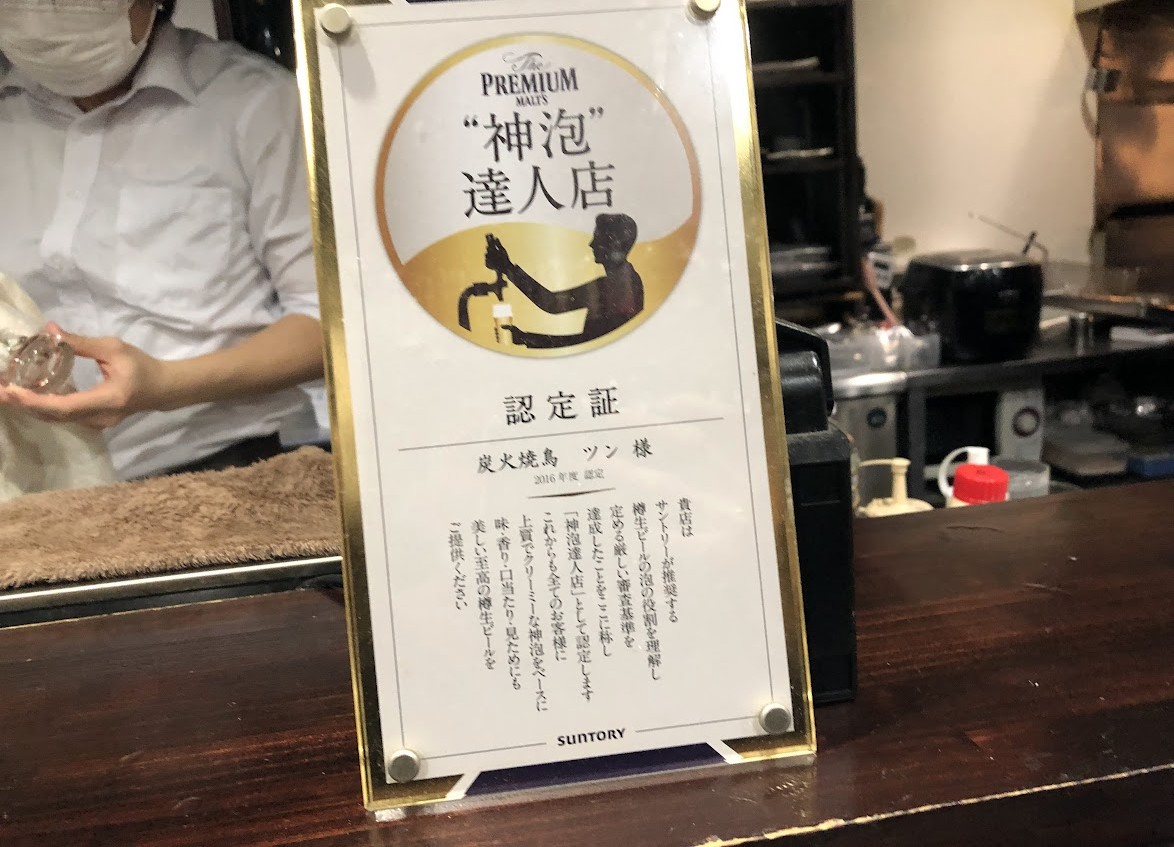 The
PREMIUM
MALT'S
“神泡”
達人店
認定証
炭火焼鳥 ツン 様
2016年度 認定
貴店は
サントリーが推奨する
樽生ビールの泡の役割を理解し
定める厳しい審査基準を
達成したことをここに称し
「神泡達人店」として認定します
これからも全てのお客様に
上質でクリーミーな神泡をベースに
味・香り・口当たり・見ためにも
美しい至高の樽生ビールを
ご提供ください
SUNTORY